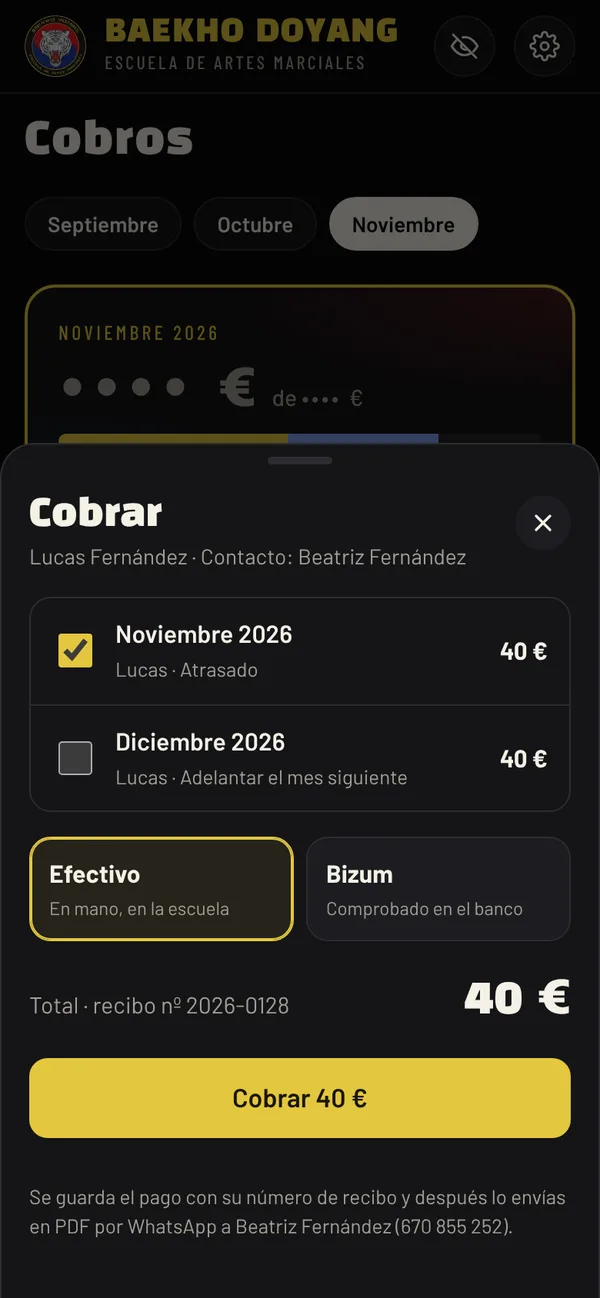 BAEKHO DOYANG
ESCUELA DE ARTES MARCIALES
Cobros
Septiembre
Octubre
Noviembre
NOVIEMBRE 2026
•••• € de •••• €
Cobrar
Lucas Fernández · Contacto: Beatriz Fernández
Noviembre 2026
40 €
Lucas · Atrasado
Diciembre 2026
40 €
Lucas · Adelantar el mes siguiente
Efectivo
En mano, en la escuela
Bizum
Comprobado en el banco
Total · recibo nº 2026-0128
40 €
Cobrar 40 €
Se guarda el pago con su número de recibo y después lo envías
en PDF por WhatsApp a Beatriz Fernández (670 855 252).